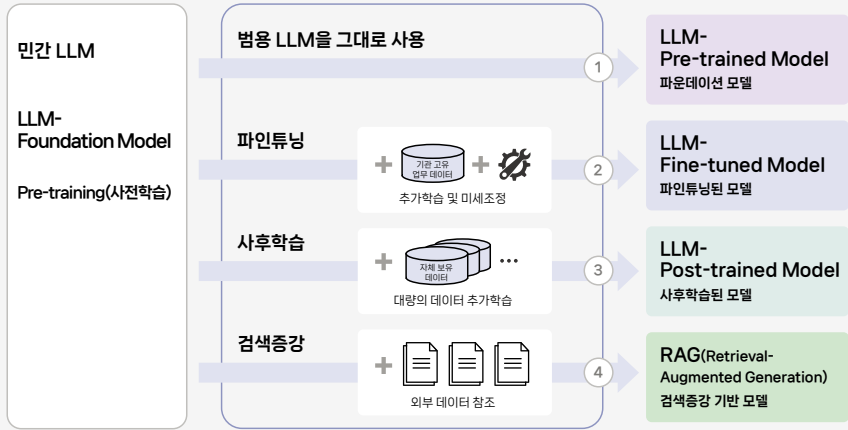 민간 LLM
LLM-
Foundation Model
Pre-training(사전학습)
범용 LLM을 그대로 사용
1
LLM-
Pre-trained Model
파운데이션 모델
파인튜닝
기관 고유
업무 데이터
추가학습 및 미세조정
2
LLM-
Fine-tuned Model
파인튜닝된 모델
사후학습
자체 보유
데이터
...
대량의 데이터 추가학습
3
LLM-
Post-trained Model
사후학습된 모델
검색증강
외부 데이터 참조
4
RAG(Retrieval-
Augmented Generation)
검색증강 기반 모델